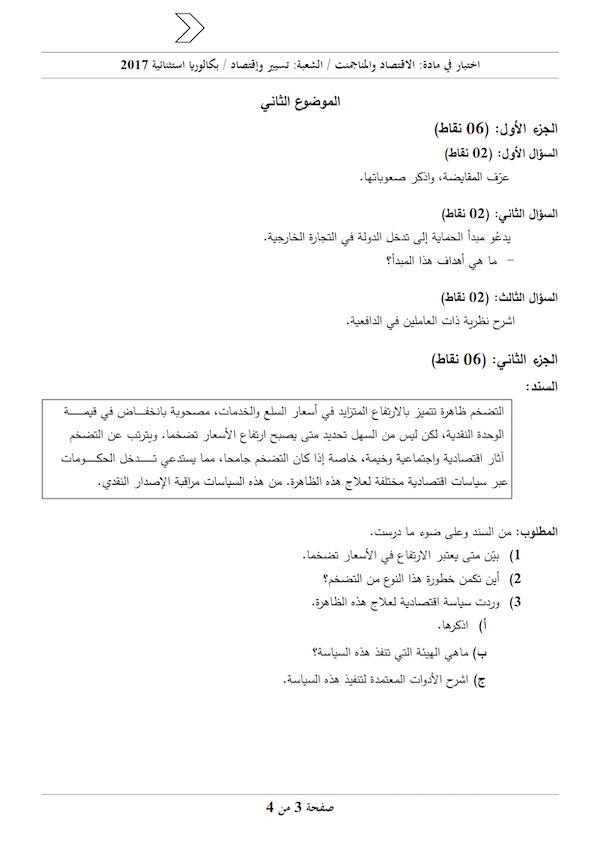 اختبار في مادة: الاقتصاد والمناجمنت / الشعبة: تسيير وإقتصاد / بكالوريا استثنائية 2017
الموضوع الثاني
الجزء الأول: (06 نقاط)
السؤال الأول: (02 نقاط)
عرّف المقايضة، واذكر صعوباتها.
السؤال الثاني: (02 نقاط)
يدعُو مبدأ الحماية إلى تدخل الدولة في التجارة الخارجية.
– ما هي أهداف هذا المبدأ؟
السؤال الثالث: (02 نقاط)
اشرح نظرية ذات العاملين في الدافعية.
الجزء الثاني: (06 نقاط)
السند:
التضخم ظاهرة تتميز بالارتفاع المتزايد في أسعار السلع والخدمات، مصحوبة بانخفـــاض في قيمـــــة
الوحدة النقدية، لكن ليس من السهل تحديد متى يصبح ارتفاع الأسعار تضخما. ويترتب عن التضخم
آثار اقتصادية واجتماعية وخيمة، خاصة إذا كان التضخم جامحا، مما يستدعي تــــدخل الحكـــومات
عبر سياسات اقتصادية مختلفة لعلاج هذه الظاهرة. من هذه السياسات مراقبة الإصدار النقدي.
المطلوب: من السند وعلى ضوء ما درست.
1) بيّن متى يعتبر الارتفاع في الأسعار تضخما.
2) أين تكمن خطورة هذا النوع من التضخم؟
3) وردت سياسة اقتصادية لعلاج هذه الظاهرة.
أ) اذكرها.
ب) ماهي الهيئة التي تنفذ هذه السياسة؟
ج) اشرح الأدوات المعتمدة لتنفيذ هذه السياسة.
صفحة 3 من 4